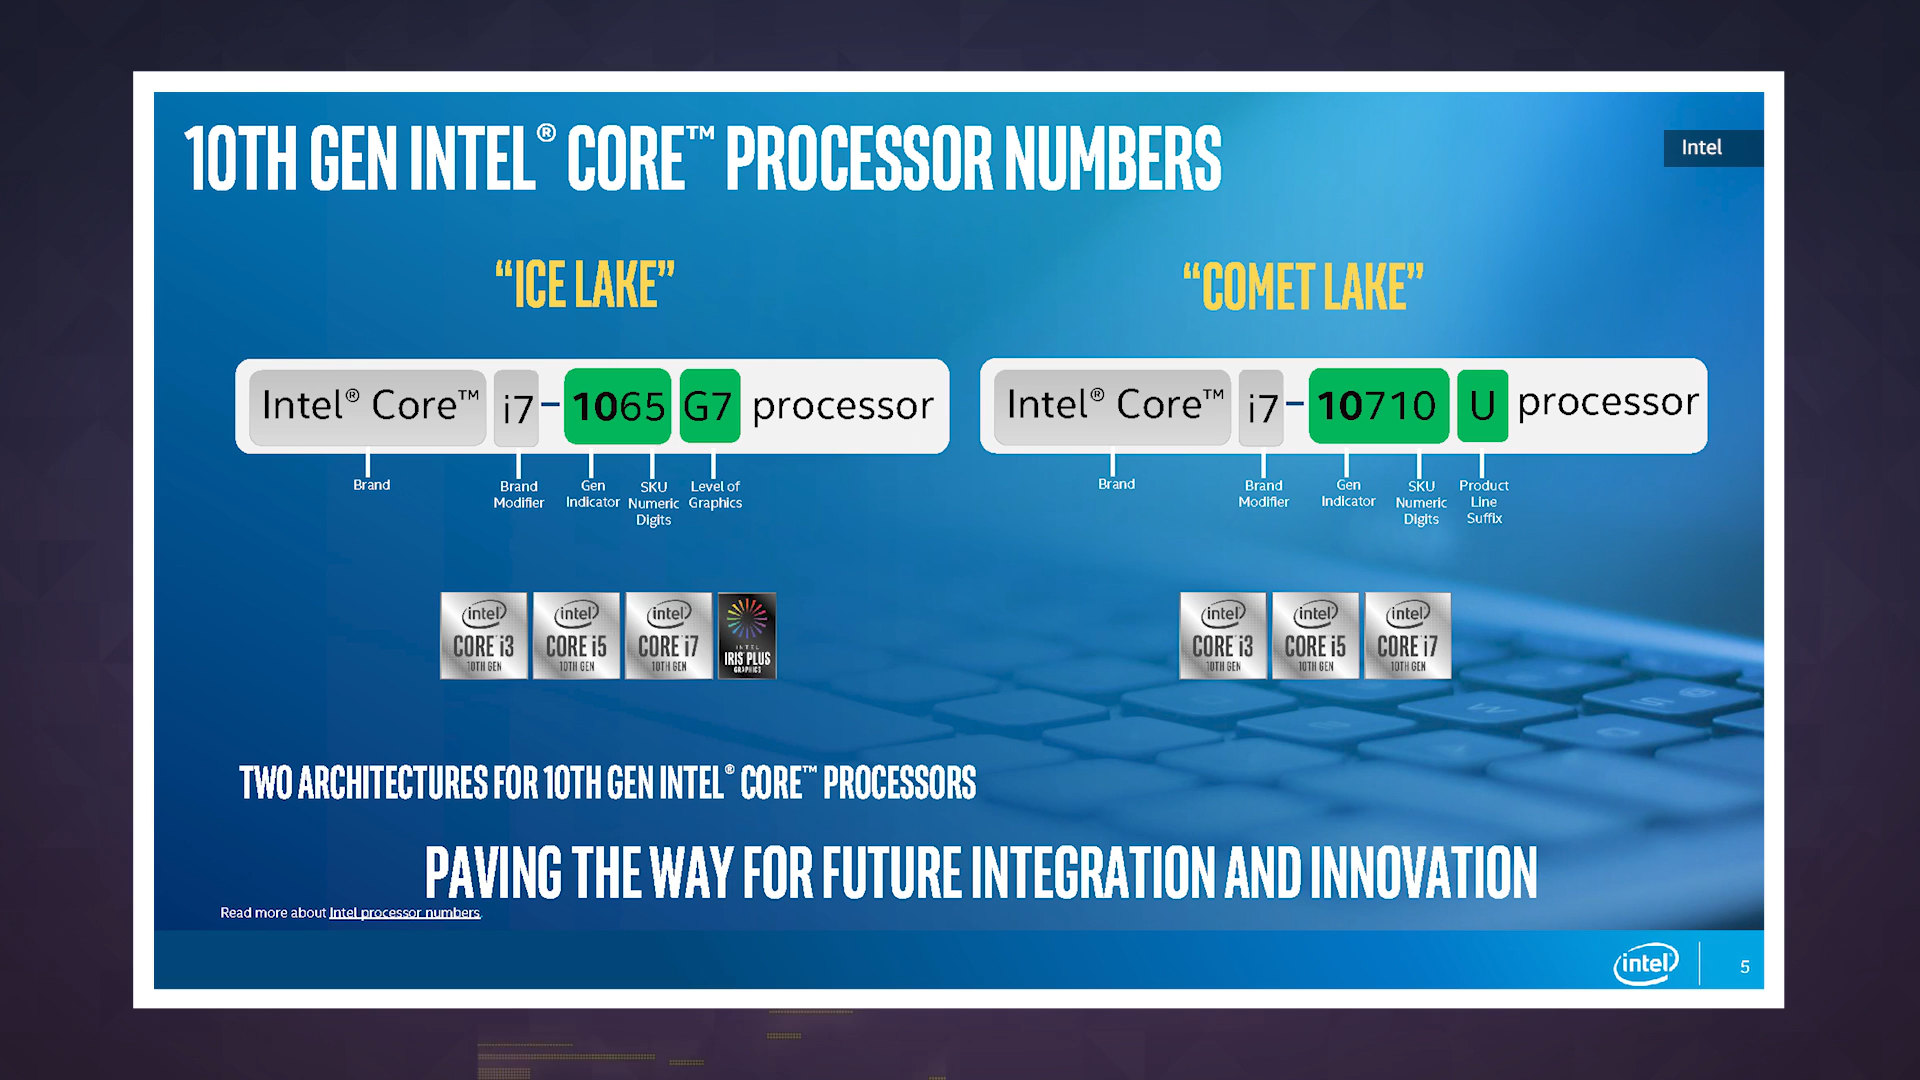 10TH GEN INTEL® CORE™ PROCESSOR NUMBERS
Intel
"ICE LAKE"
Intel® Core™ i7-1065 G7 processor
Brand
Brand Modifier
Gen Indicator
SKU Numeric Digits
Level of Graphics
"COMET LAKE"
Intel® Core™ i7-10710 U processor
Brand
Brand Modifier
Gen Indicator
SKU Numeric Digits
Product Line Suffix
intel CORE i3 10TH GEN
intel CORE i5 10TH GEN
intel CORE i7 10TH GEN
INTEL IRIS PLUS GRAPHICS
intel CORE i3 10TH GEN
intel CORE i5 10TH GEN
intel CORE i7 10TH GEN
TWO ARCHITECTURES FOR 10TH GEN INTEL® CORE™ PROCESSORS
PAVING THE WAY FOR FUTURE INTEGRATION AND INNOVATION
Read more about Intel processor numbers.
intel
5